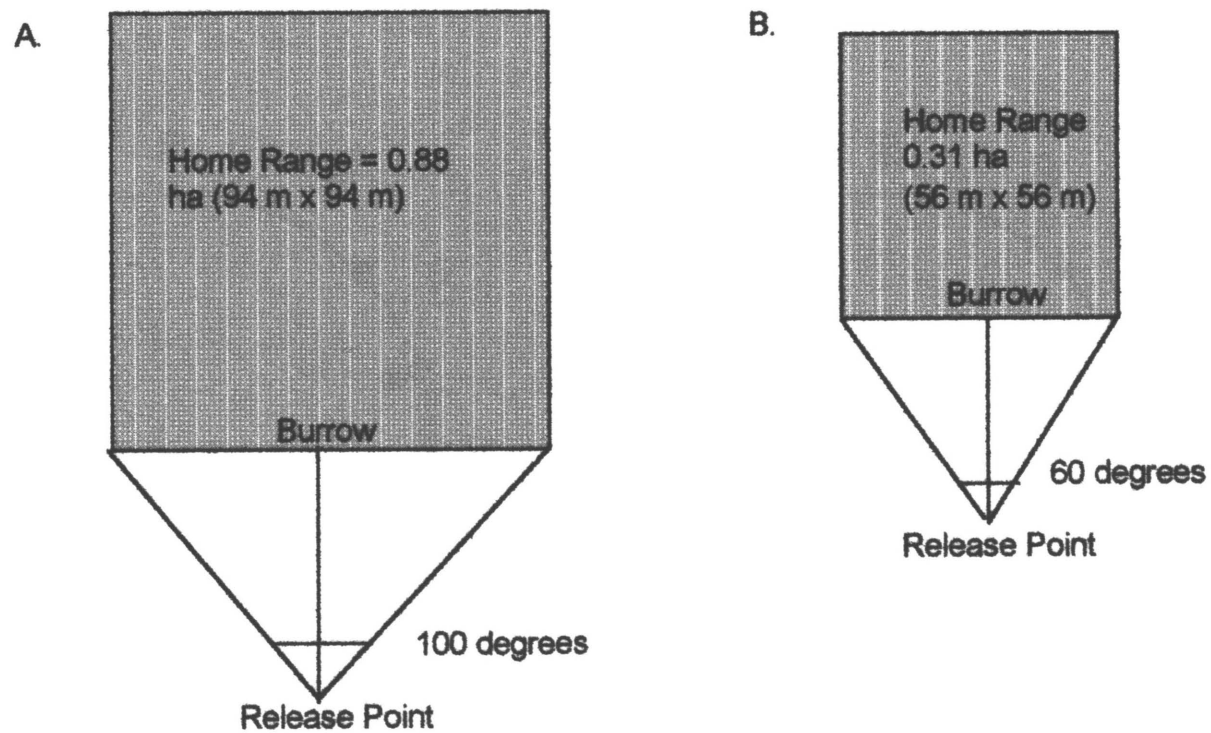 A.
Home Range = 0.88
ha (94 m x 94 m)
Burrow
100 degrees
Release Point
B.
Home Range
0.31 ha
(56 m x 56 m)
Burrow
60 degrees
Release Point